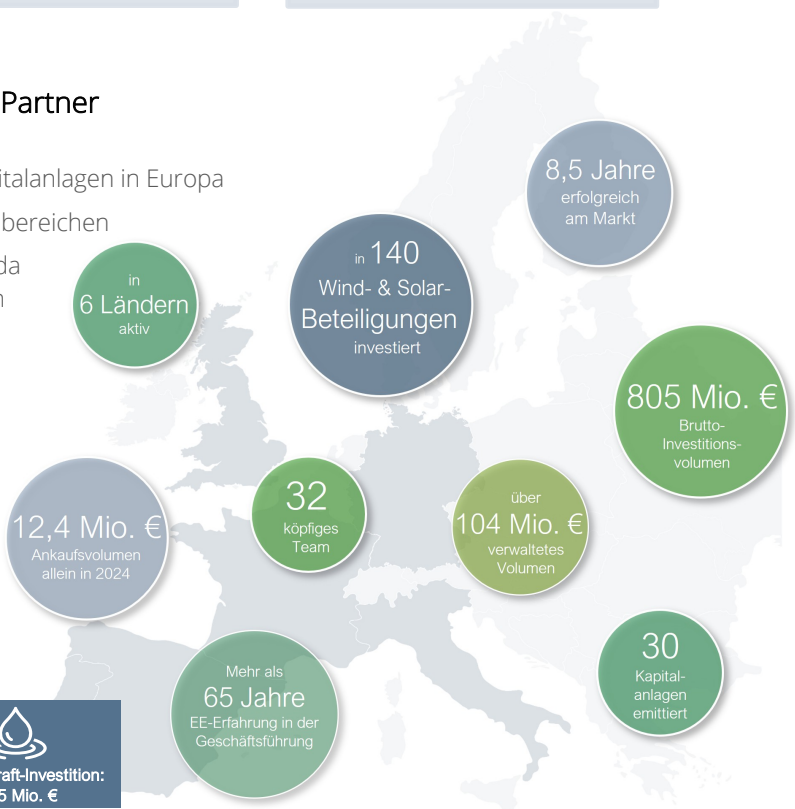 Partner
italanlagen in Europa
bereichen
da
8,5 Jahre
erfolgreich
am Markt
in 140
Wind- & Solar-
Beteiligungen
investiert
in
6 Ländern
aktiv
805 Mio. €
Brutto-
Investitions-
volumen
12,4 Mio. €
Ankaufsvolumen
allein in 2024
32
köpfiges
Team
über
104 Mio. €
verwaltetes
Volumen
30
Kapital-
anlagen
emittiert
Mehr als
65 Jahre
EE-Erfahrung in der
Geschäftsführung
raft-Investition:
5 Mio. €